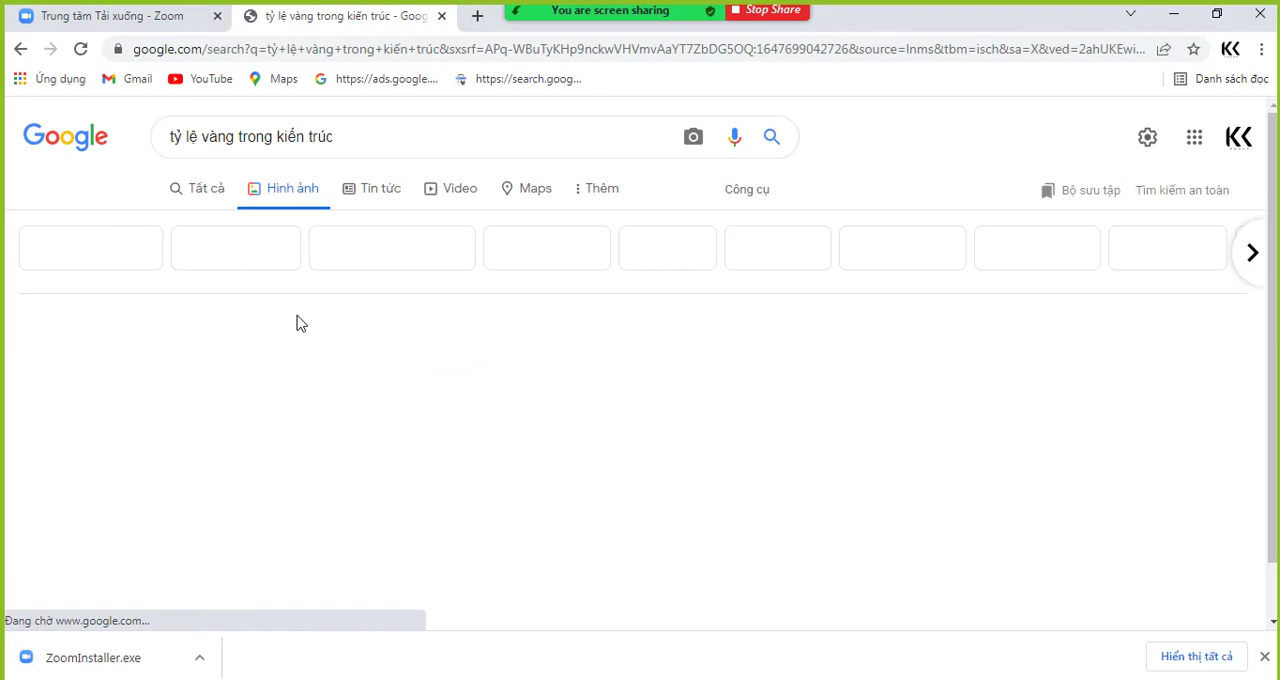 Trung tâm Tải xuống - Zoom
tỷ lệ vàng trong kiến trúc - Goog
You are screen sharing
Stop Share
google.com/search?q=tỷ+lệ+vàng+trong+kiến+trúc&sxsrf=APq-WBuTyKHp9nckwVHVmvAaYT7ZbDG5OQ:1647699042726&source=lnms&tbm=isch&sa=X&ved=2ahUKEwi...
Ứng dụng
Gmail
YouTube
Maps
https://ads.google....
https://search.goog...
Danh sách đọc
Google
tỷ lệ vàng trong kiến trúc
KK
Tất cả
Hình ảnh
Tin tức
Video
Maps
Thêm
Công cụ
Bộ sưu tập
Tìm kiếm an toàn
Đang chờ www.google.com...
ZoomInstaller.exe
Hiển thị tất cả